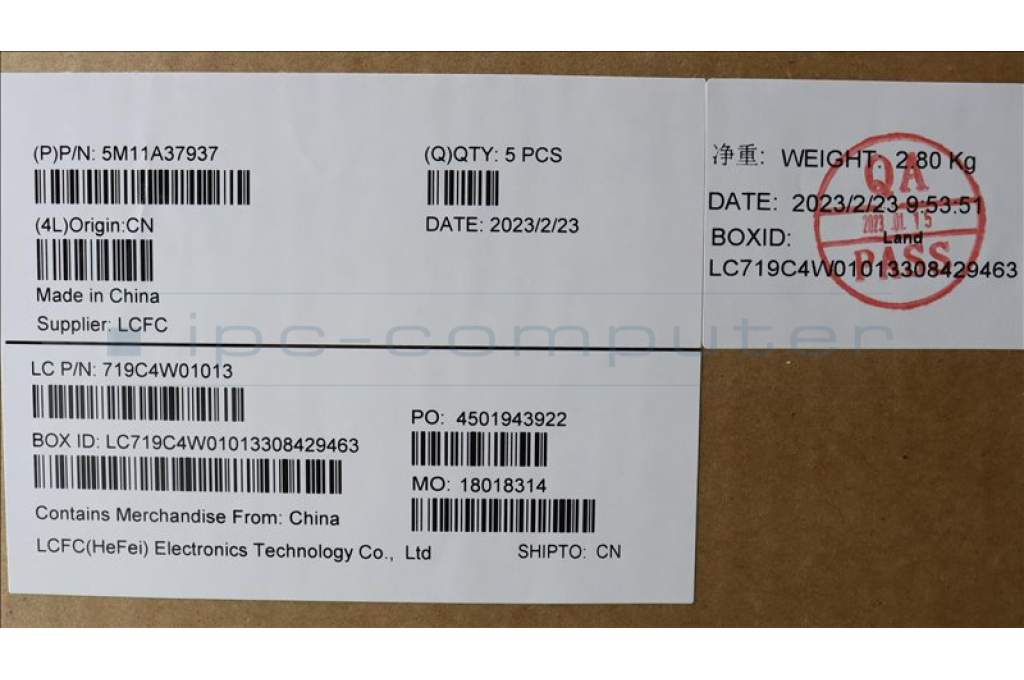 (P)P/N: 5M11A37937
(Q)QTY: 5 PCS
(4L)Origin:CN
DATE: 2023/2/23
Made in China
Supplier: LCFC
净重: WEIGHT: 2.80 Kg
DATE: 2023/2/23 9:53:51
BOXID:
Land
LC719C4W01013308429463
QA
2023.01.15
PASS
ipc-computer
LC P/N: 719C4W01013
PO: 4501943922
BOX ID: LC719C4W01013308429463
MO: 18018314
Contains Merchandise From: China
LCFC(HeFei) Electronics Technology Co., Ltd
SHIPTO: CN